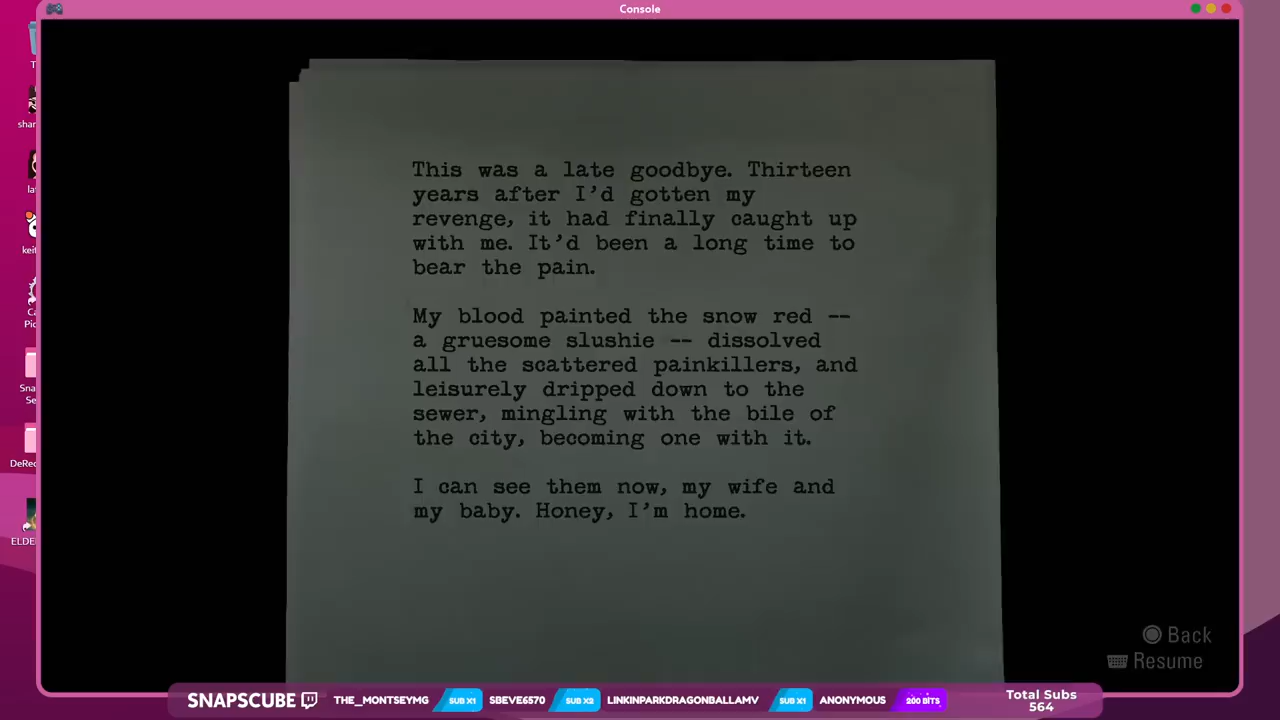 Console
This was a late goodbye. Thirteen
years after I'd gotten my
revenge, it had finally caught up
with me. It'd been a long time to
bear the pain.
My blood painted the snow red --
a gruesome slushie -- dissolved
all the scattered painkillers, and
leisurely dripped down to the
sewer, mingling with the bile of
the city, becoming one with it.
I can see them now, my wife and
my baby. Honey, I'm home.
Back
Resume
SNAPSCUBE
THE_MONTSEYMG SUB X1 SBEVE6570 SUB X2 LINKINPARKDRAGONBALLAMV SUB X1 ANONYMOUS 200 BITS
Total Subs
564